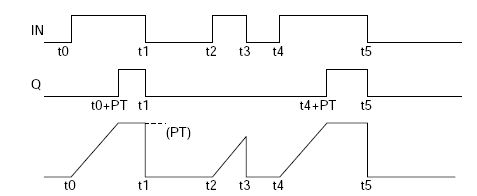 IN
t0 t1 t2 t3 t4 t5
Q
t0+PT t1 t4+PT t5
(PT)
t0 t1 t2 t3 t4 t5